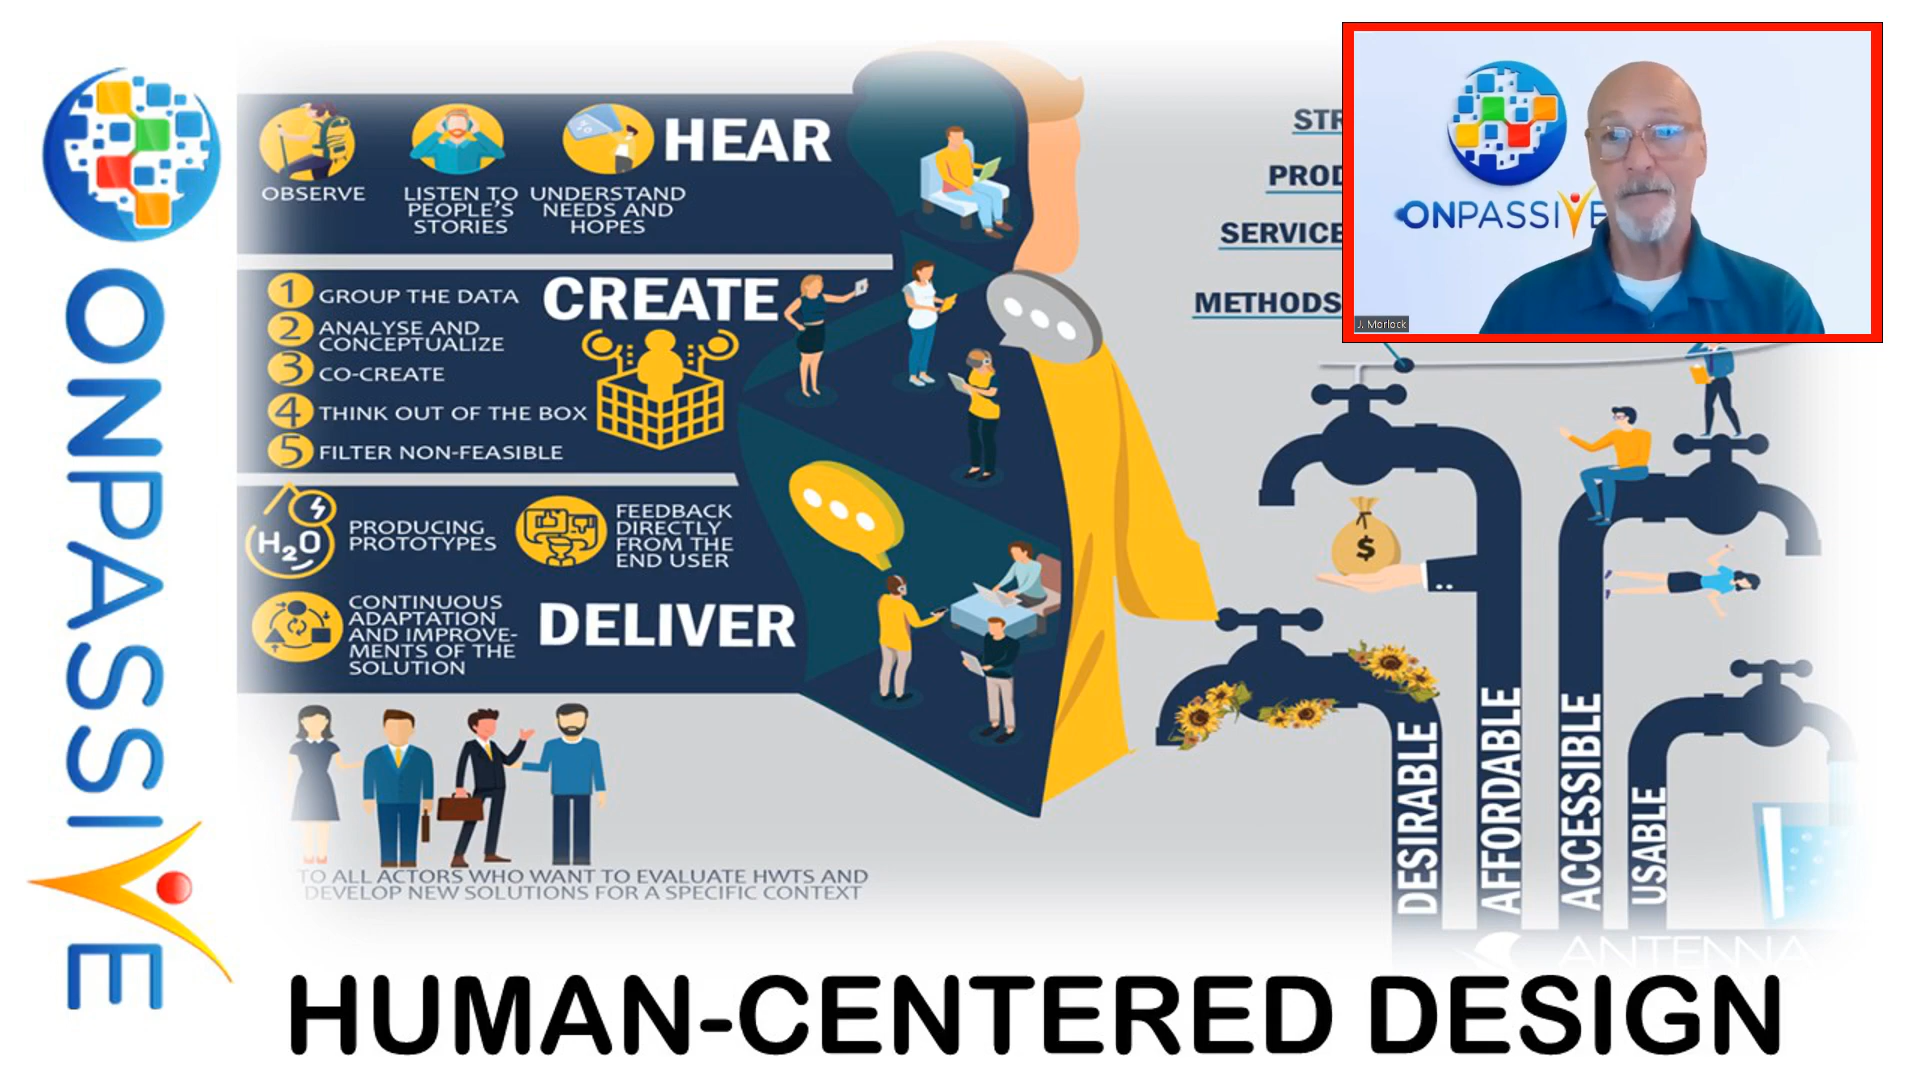 ONPASSIVE
HEAR
OBSERVE
LISTEN TO
PEOPLE'S
STORIES
UNDERSTAND
NEEDS AND
HOPES
CREATE
1 GROUP THE DATA
2 ANALYSE AND
CONCEPTUALIZE
3 CO-CREATE
4 THINK OUT OF THE BOX
5 FILTER NON-FEASIBLE
H2O
PRODUCING
PROTOTYPES
FEEDBACK
DIRECTLY
FROM THE
END USER
CONTINUOUS
ADAPTATION
AND IMPROVE-
MENTS OF THE
SOLUTION
DELIVER
TO ALL ACTORS WHO WANT TO EVALUATE HWTS AND
DEVELOP NEW SOLUTIONS FOR A SPECIFIC CONTEXT
STR
PROD
SERVICE
METHODS
ONPASSIVE
J. Morlock
$
DESIRABLE
AFFORDABLE
ACCESSIBLE
USABLE
ANTENNA
HUMAN-CENTERED DESIGN